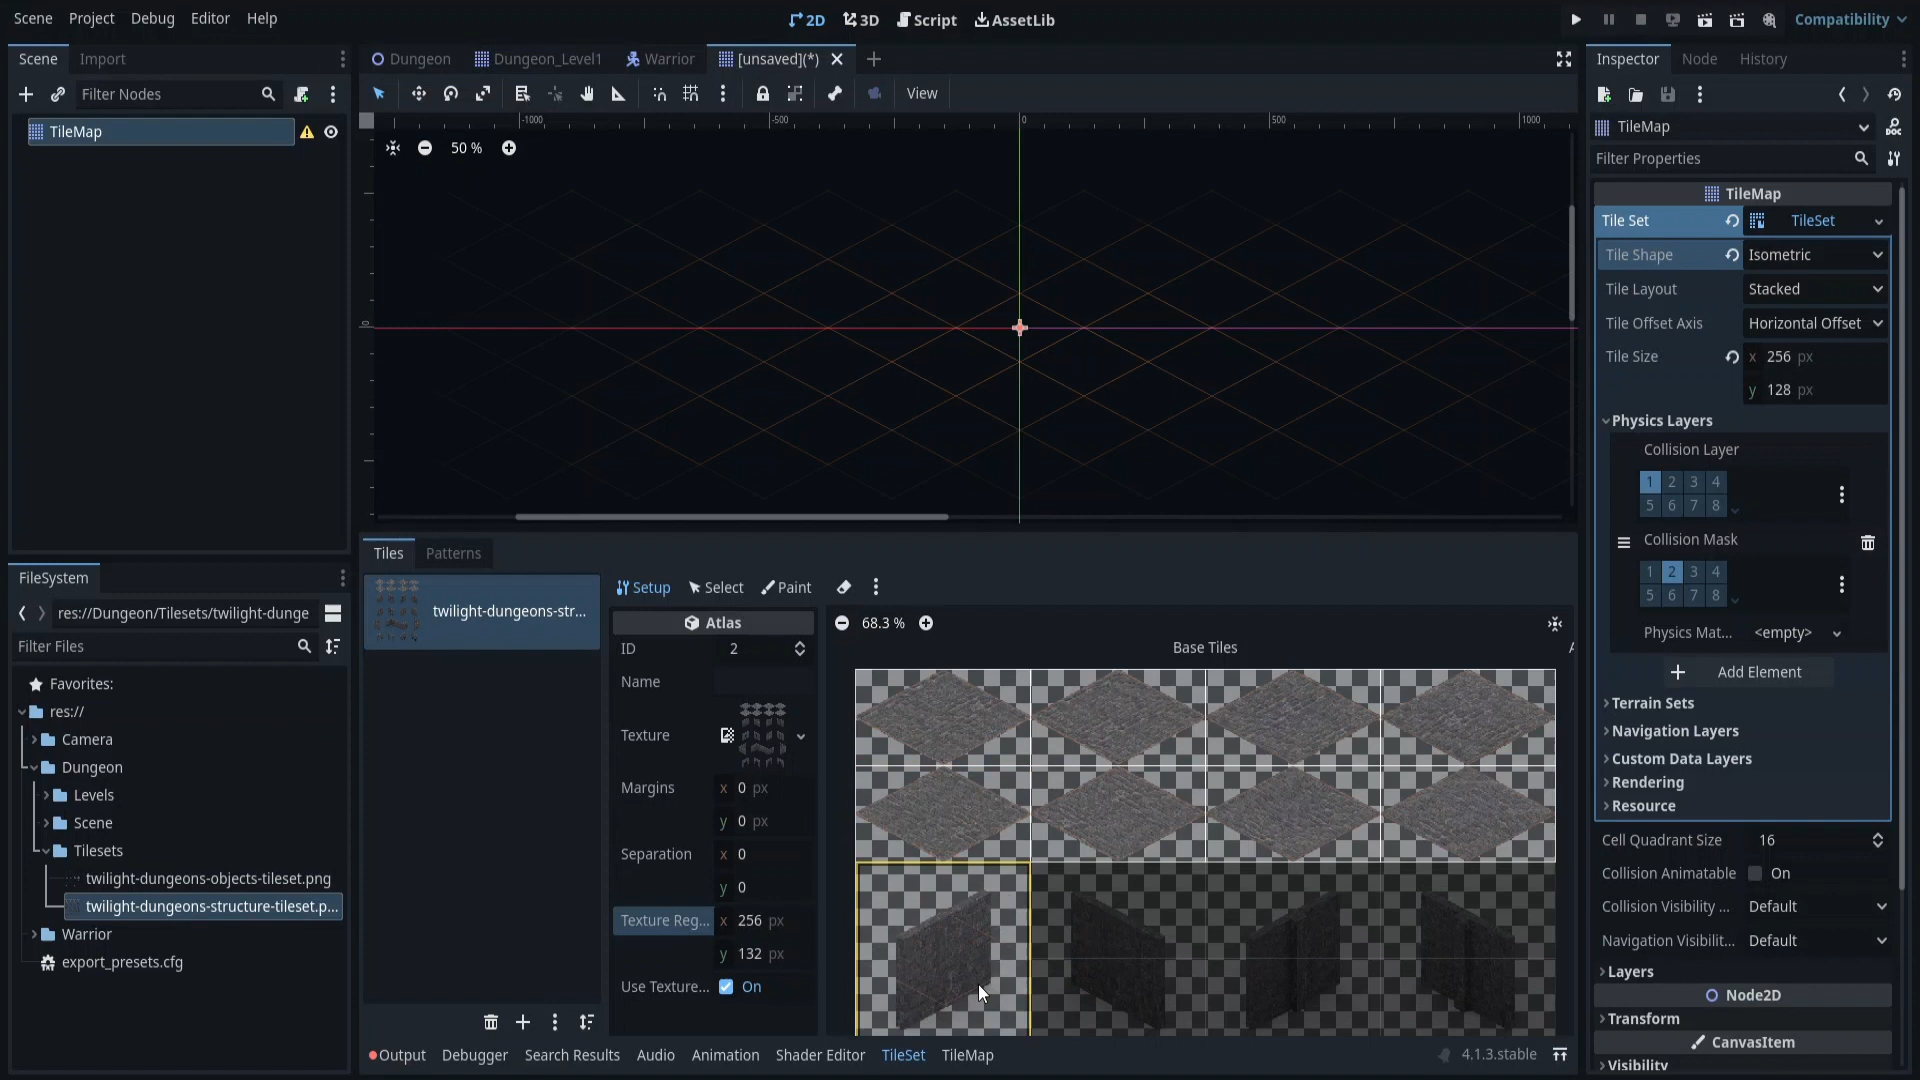 Scene Project Debug Editor Help
2D 3D Script AssetLib
Compatibility
Scene Import
Filter Nodes
TileMap
Dungeon Dungeon_Level1 Warrior [unsaved](*)
View
-1000 -500 0 500 1000
50 %
0
FileSystem
res://Dungeon/Tilesets/twilight-dunge
Filter Files
Favorites:
res://
Camera
Dungeon
Levels
Scene
Tilesets
twilight-dungeons-objects-tileset.png
twilight-dungeons-structure-tileset.p...
Warrior
export_presets.cfg
Tiles Patterns
twilight-dungeons-str...
Setup Select Paint
Atlas
ID 2
Name
Texture
Margins x 0 px
y 0 px
Separation x 0
y 0
Texture Reg... x 256 px
y 132 px
Use Texture... On
68.3 %
Base Tiles
Output Debugger Search Results Audio Animation Shader Editor TileSet TileMap
4.1.3.stable
Inspector Node History
TileMap
DOC
Filter Properties
TileMap
Tile Set TileSet
Tile Shape Isometric
Tile Layout Stacked
Tile Offset Axis Horizontal Offset
Tile Size x 256 px
y 128 px
Physics Layers
Collision Layer
1 2 3 4
5 6 7 8
Collision Mask
1 2 3 4
5 6 7 8
Physics Mat... <empty>
Add Element
Terrain Sets
Navigation Layers
Custom Data Layers
Rendering
Resource
Cell Quadrant Size 16
Collision Animatable On
Collision Visibility ... Default
Navigation Visibilit... Default
Layers
Node2D
Transform
CanvasItem
Visibility